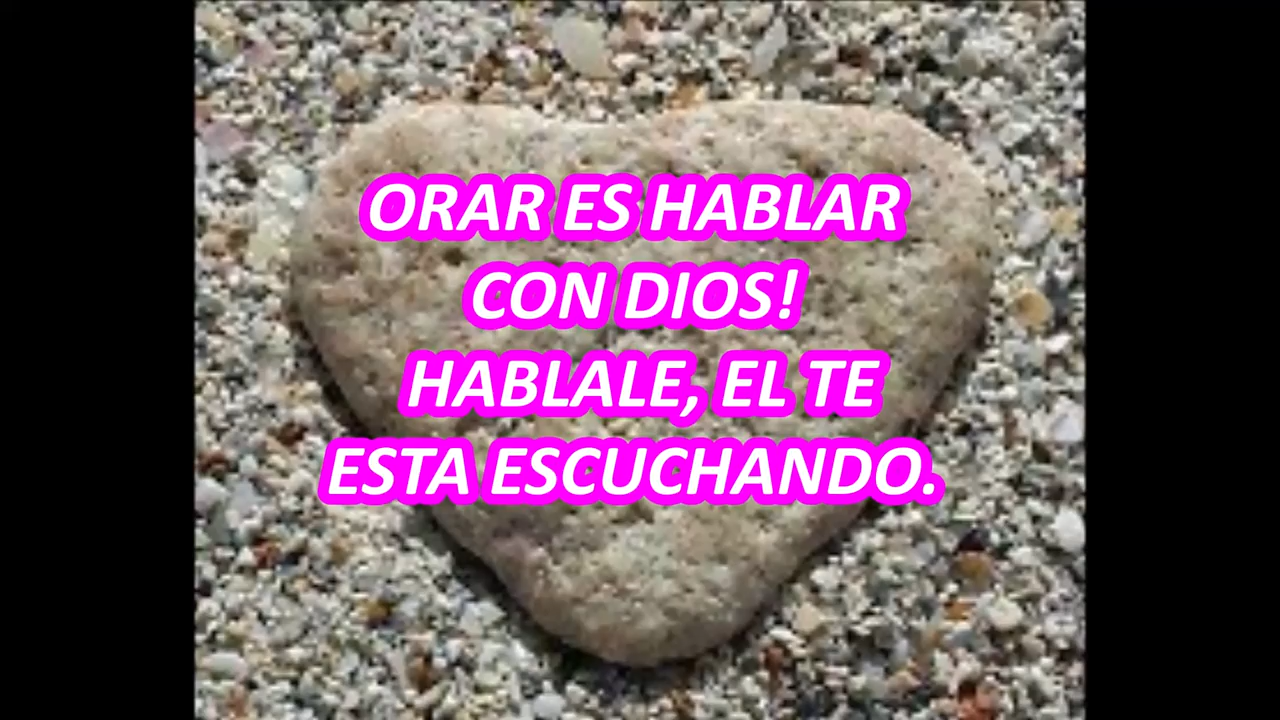 ORAR ES HABLAR
CON DIOS!
HABLALE, EL TE
ESTA ESCUCHANDO.